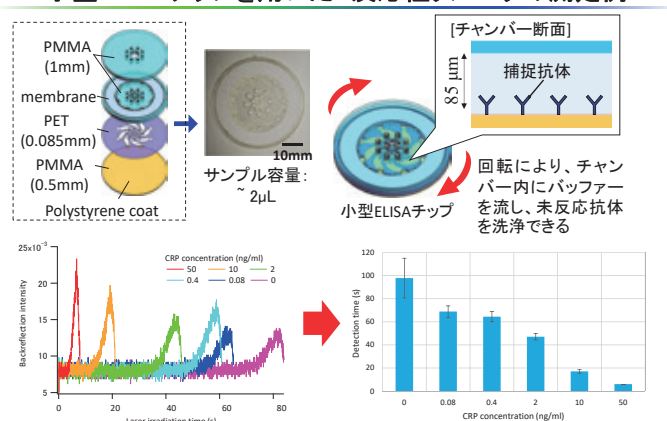 PMMA
(1mm)
membrane
PET
(0.085mm)
PMMA
(0.5mm)
Polystyrene coat
10mm
サンプル容量:
~ 2μL
小型ELISAチップ
[チャンバー断面]
85 μm
捕捉抗体
回転により、チャン
バー内にバッファー
を流し、未反応抗体
を洗浄できる
25x10⁻³
20
15
10
5
Backreflection intensity
CRP concentration (ng/ml)
50 10 2
0.4 0.08 0
0 20 40 60 80
Laser irradiation time (s)
120
100
80
60
40
20
0
Detection time (s)
0 0.08 0.4 2 10 50
CRP concentration (ng/ml)